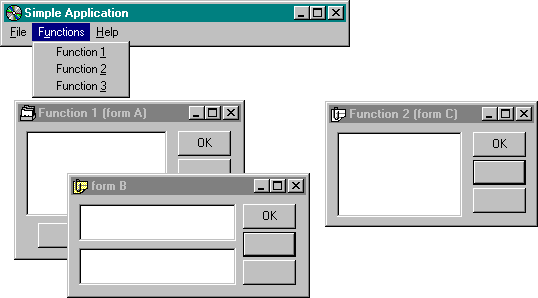 Simple Application
File Functions Help
Function 1
Function 2
Function 3
Function 1 (form A)
OK
form B
OK
Function 2 (form C)
OK